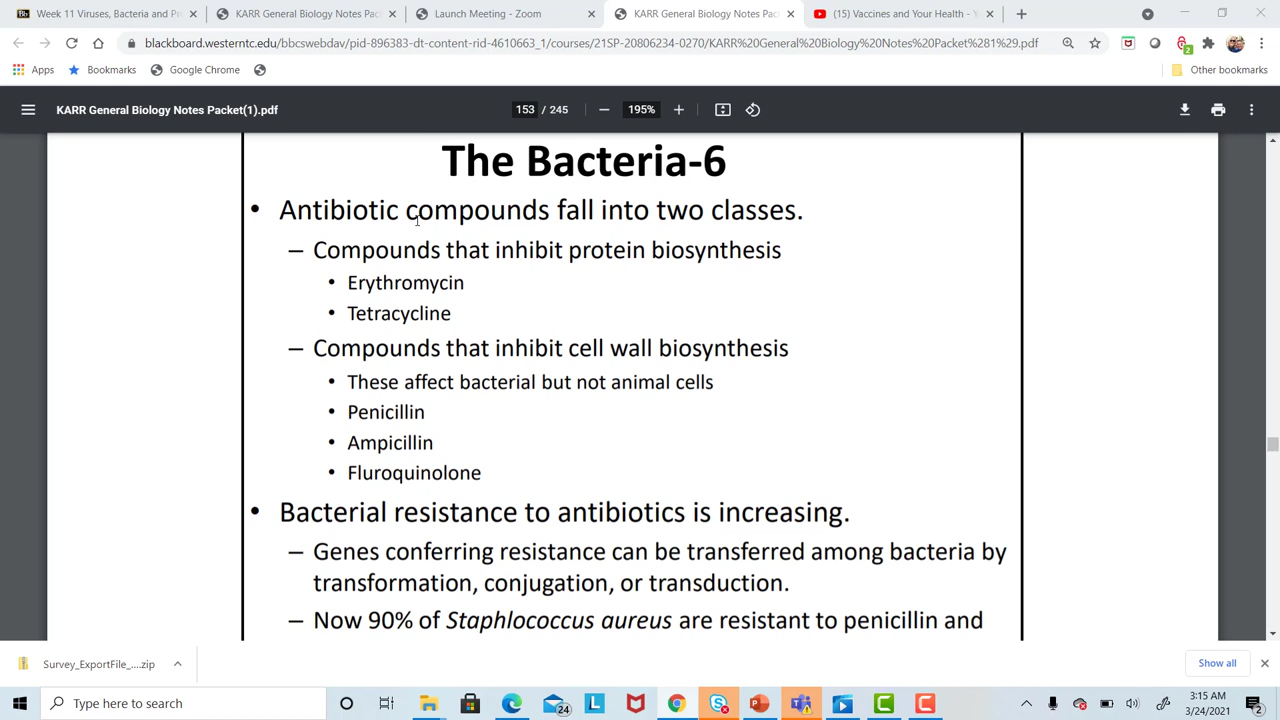 Week 11 Viruses, Bacteria and Pr
KARR General Biology Notes Packet
Launch Meeting - Zoom
KARR General Biology Notes Packet
(15) Vaccines and Your Health - Y
blackboard.westerntc.edu/bbcswebdav/pid-896383-dt-content-rid-4610663_1/courses/21SP-20806234-0270/KARR%20General%20Biology%20Notes%20Packet%281%29.pdf
2
Apps
Bookmarks
Google Chrome
Other bookmarks
KARR General Biology Notes Packet(1).pdf
153 / 245
195%
The Bacteria-6
• Antibiotic compounds fall into two classes.
– Compounds that inhibit protein biosynthesis
• Erythromycin
• Tetracycline
– Compounds that inhibit cell wall biosynthesis
• These affect bacterial but not animal cells
• Penicillin
• Ampicillin
• Fluroquinolone
• Bacterial resistance to antibiotics is increasing.
– Genes conferring resistance can be transferred among bacteria by
transformation, conjugation, or transduction.
– Now 90% of Staphlococcus aureus are resistant to penicillin and
Survey_ExportFile_....zip
Show all
Type here to search
24
3:15 AM
3/24/2021
2